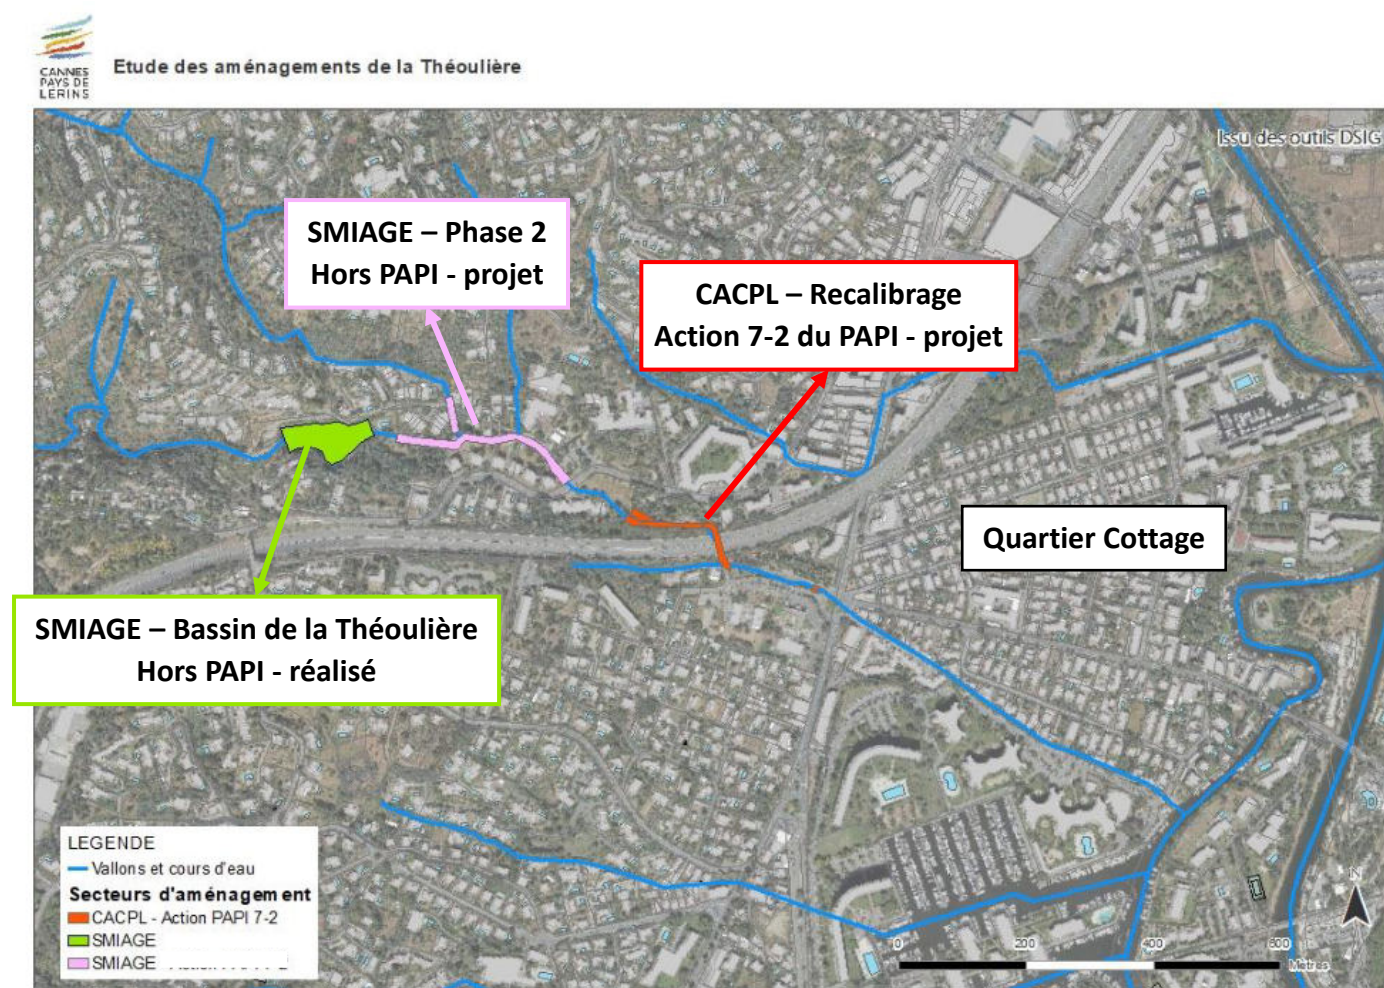 CANNES
PAYS DE
LERINS
Etude des aménagements de la Théoulière
Issu des outils DSIG
SMIAGE – Phase 2
Hors PAPI - projet
CACPL – Recalibrage
Action 7-2 du PAPI - projet
Quartier Cottage
SMIAGE – Bassin de la Théoulière
Hors PAPI - réalisé
LEGENDE
Vallons et cours d'eau
Secteurs d'aménagement
CACPL - Action PAPI 7-2
SMIAGE
SMIAGE
N
0 200 400 600
Mètres